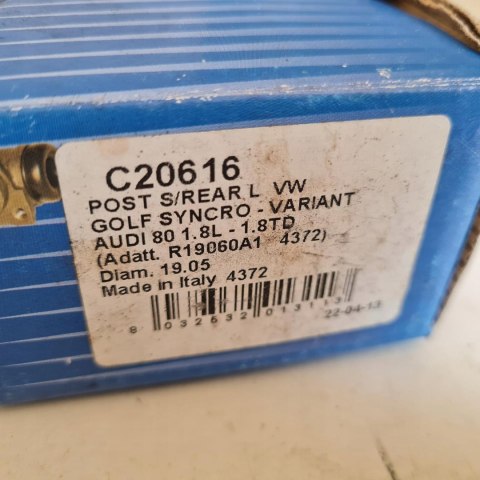 C20616
POST S/REAR L VW
GOLF SYNCRO - VARIANT
AUDI 80 1.8L - 1.8TD
(Adatt. R19060A1 4372)
Diam. 19.05
Made in Italy 4372
8 032532 013113
22-04-13